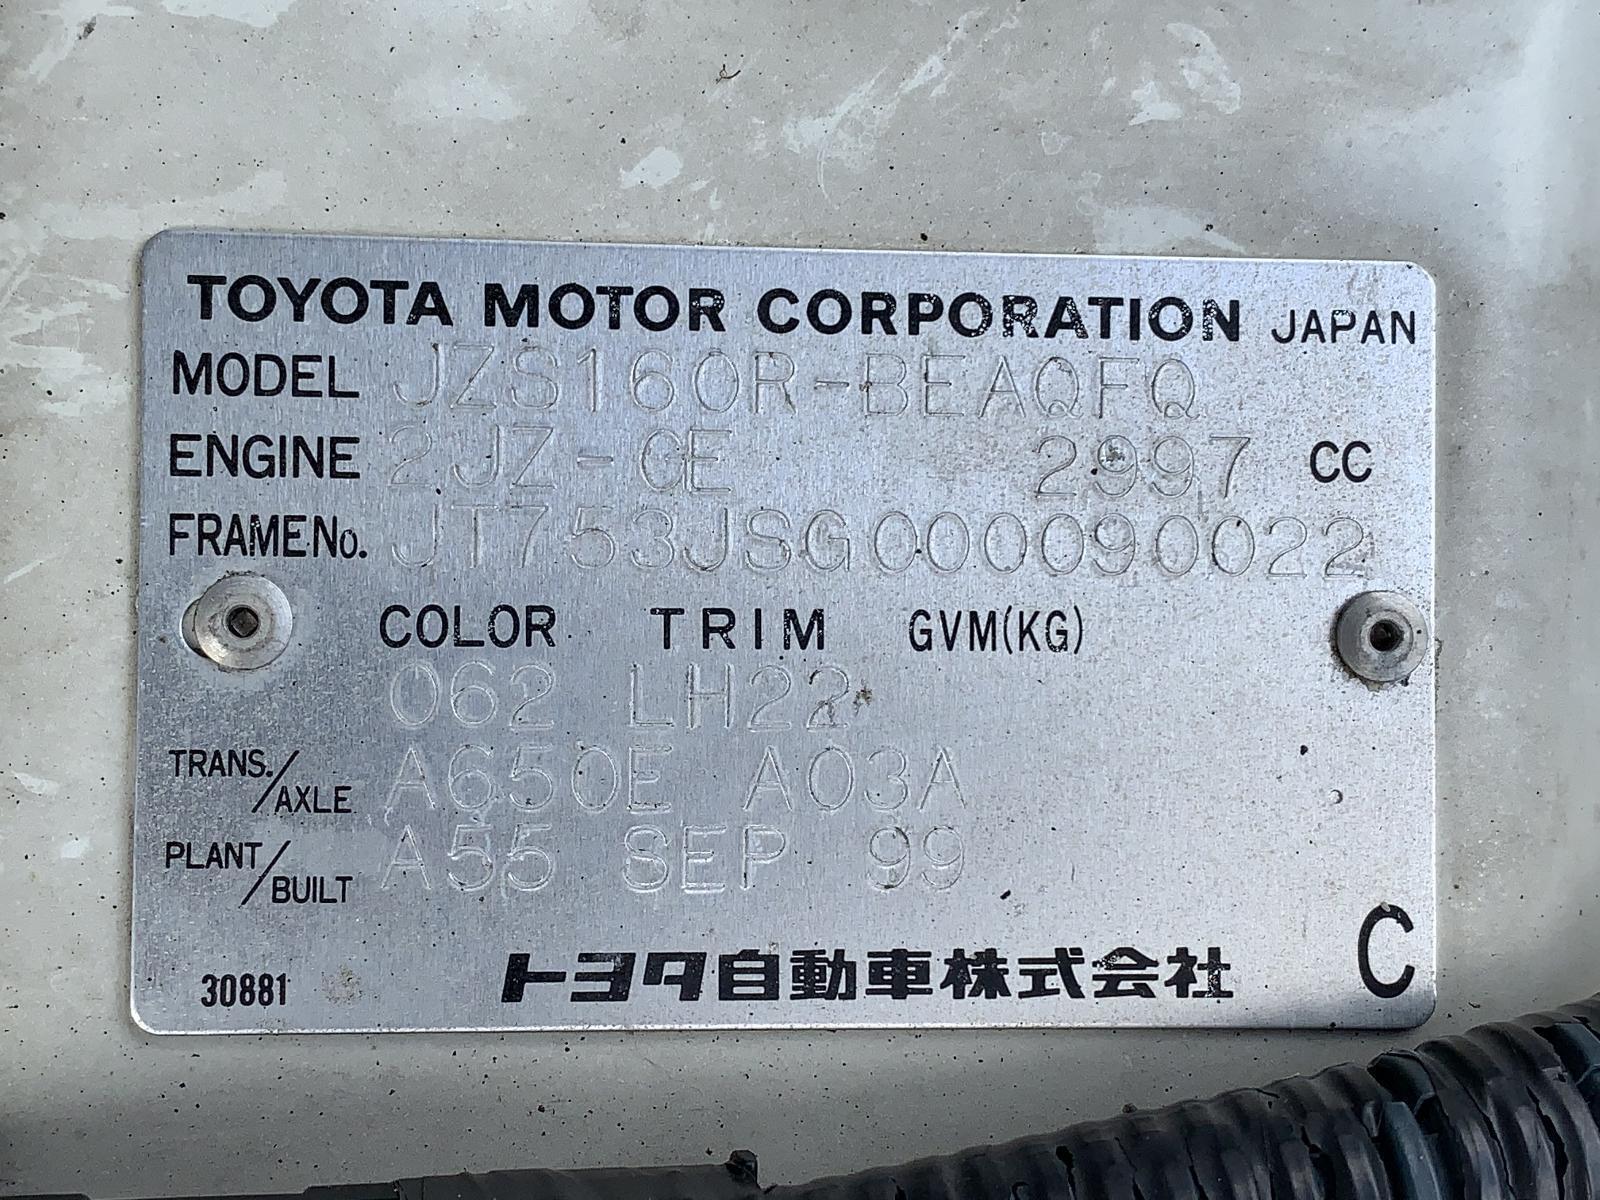 TOYOTA MOTOR CORPORATION JAPAN
MODEL JZS160R-BEAQFQ
ENGINE 2JZ-GE 2997 CC
FRAME No. JT753JSG000090022
COLOR TRIM GVM(KG)
062 LH22
TRANS./AXLE A650E A03A
PLANT/BUILT A55 SEP 99
C
30881 トヨタ自動車株式会社